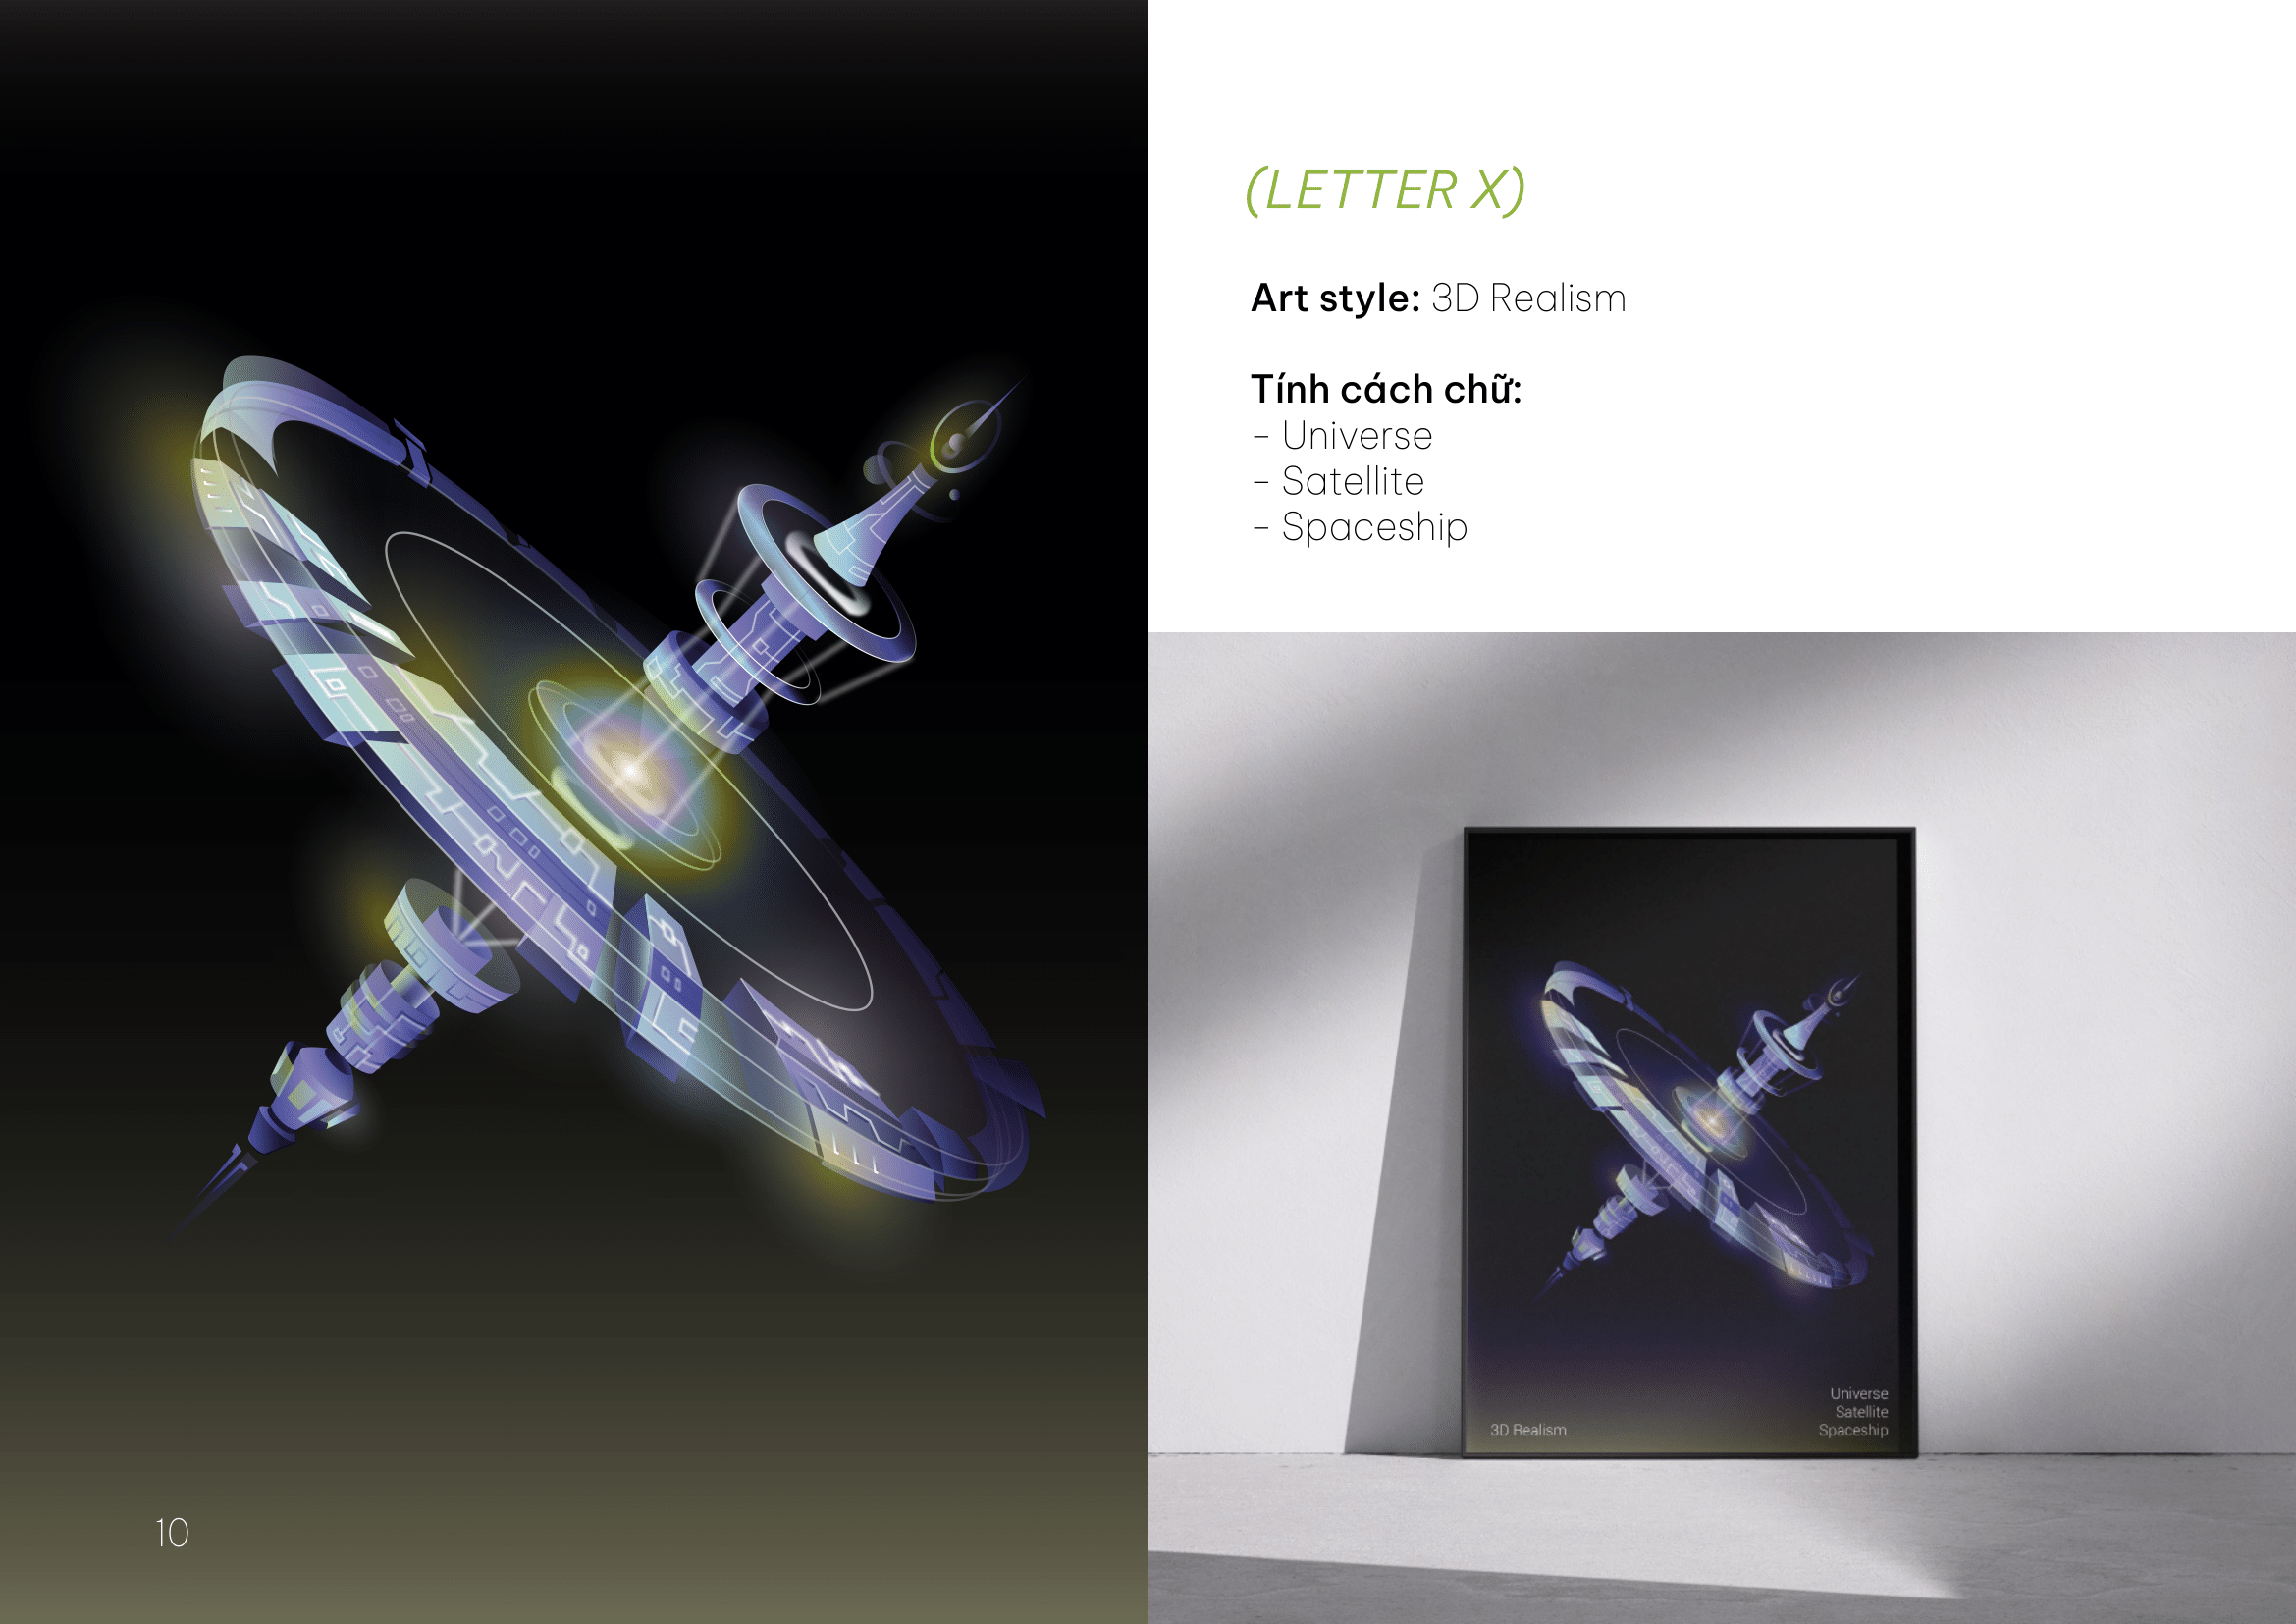 (LETTER X)
Art style: 3D Realism
Tính cách chữ:
- Universe
- Satellite
- Spaceship
Universe
Satellite
3D Realism
Spaceship
10